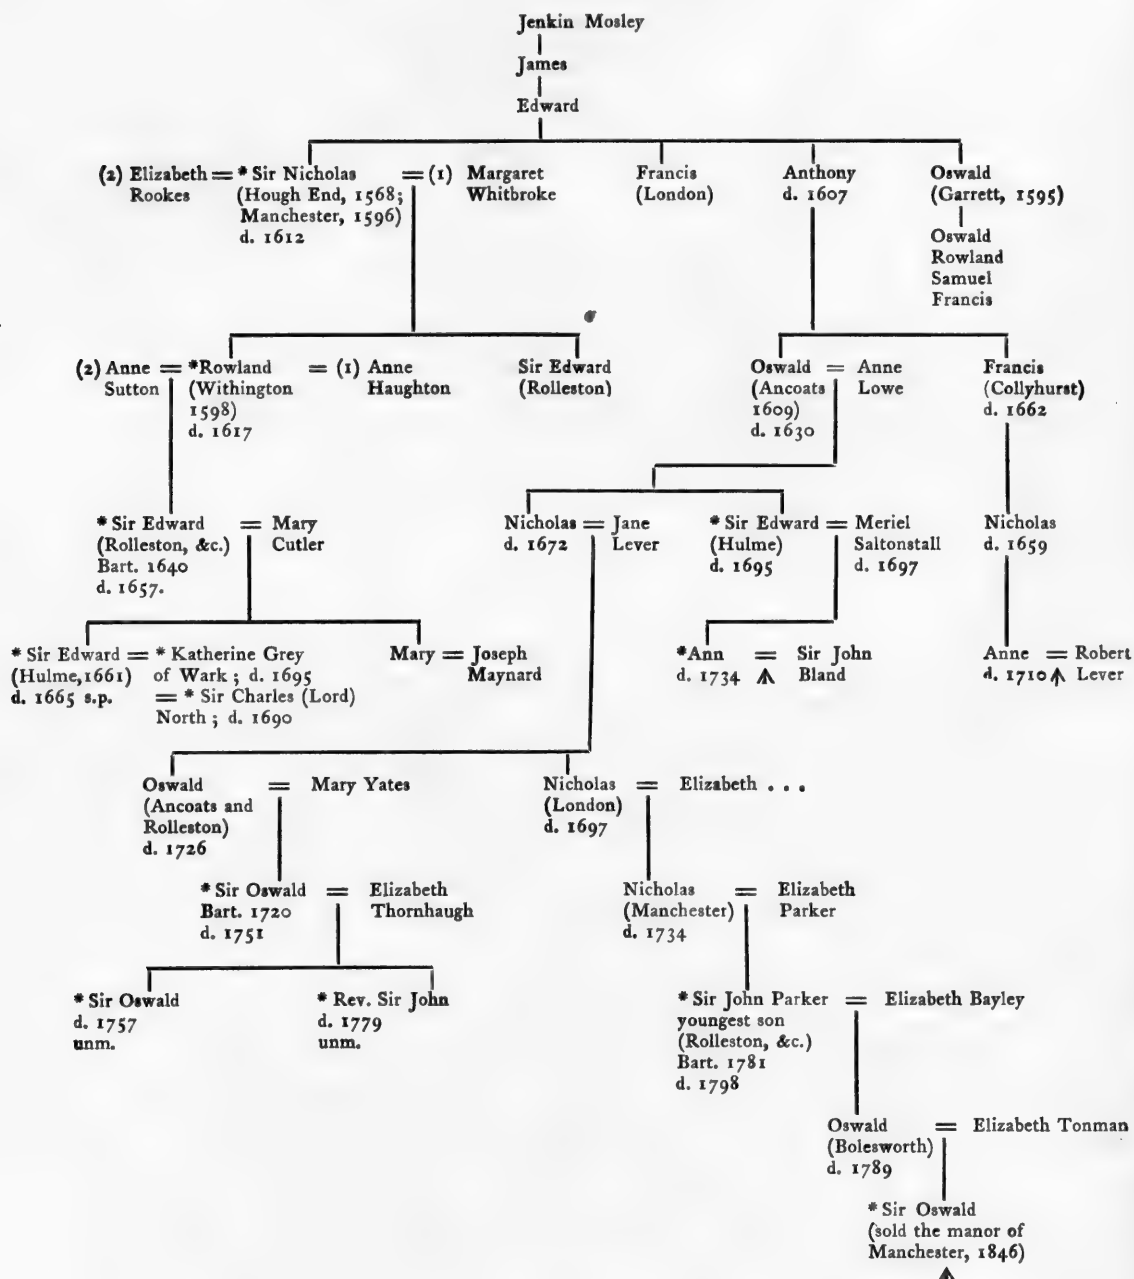 Jenkin Mosley
James
Edward
(2) Elizabeth = * Sir Nicholas = (1) Margaret Francis Anthony Oswald
Rookes (Hough End, 1568; Whitbroke (London) d. 1607 (Garrett, 1595)
Manchester, 1596)
d. 1612 Oswald
Rowland
Samuel
Francis
(2) Anne = *Rowland = (1) Anne Sir Edward Oswald = Anne Francis
Sutton (Withington Haughton (Rolleston) (Ancoats Lowe (Collyhurst)
1598) 1609) d. 1662
d. 1617 d. 1630
* Sir Edward = Mary Nicholas = Jane * Sir Edward = Meriel Nicholas
(Rolleston, &c.) Cutler d. 1672 Lever (Hulme) Saltonstall d. 1659
Bart. 1640 d. 1695 d. 1697
d. 1657.
* Sir Edward = * Katherine Grey Mary = Joseph *Ann = Sir John Anne = Robert
(Hulme, 1661) of Wark ; d. 1695 Maynard d. 1734 Bland d. 1710 Lever
d. 1665 s.p. = * Sir Charles (Lord)
North ; d. 1690
Oswald = Mary Yates Nicholas = Elizabeth . . .
(Ancoats and (London)
Rolleston) d. 1697
d. 1726
* Sir Oswald = Elizabeth Nicholas = Elizabeth
Bart. 1720 Thornhaugh (Manchester) Parker
d. 1751 d. 1734
* Sir Oswald * Rev. Sir John * Sir John Parker = Elizabeth Bayley
d. 1757 d. 1779 youngest son
unm. unm. (Rolleston, &c.)
Bart. 1781
d. 1798
Oswald = Elizabeth Tonman
(Bolesworth)
d. 1789
* Sir Oswald
(sold the manor of
Manchester, 1846)